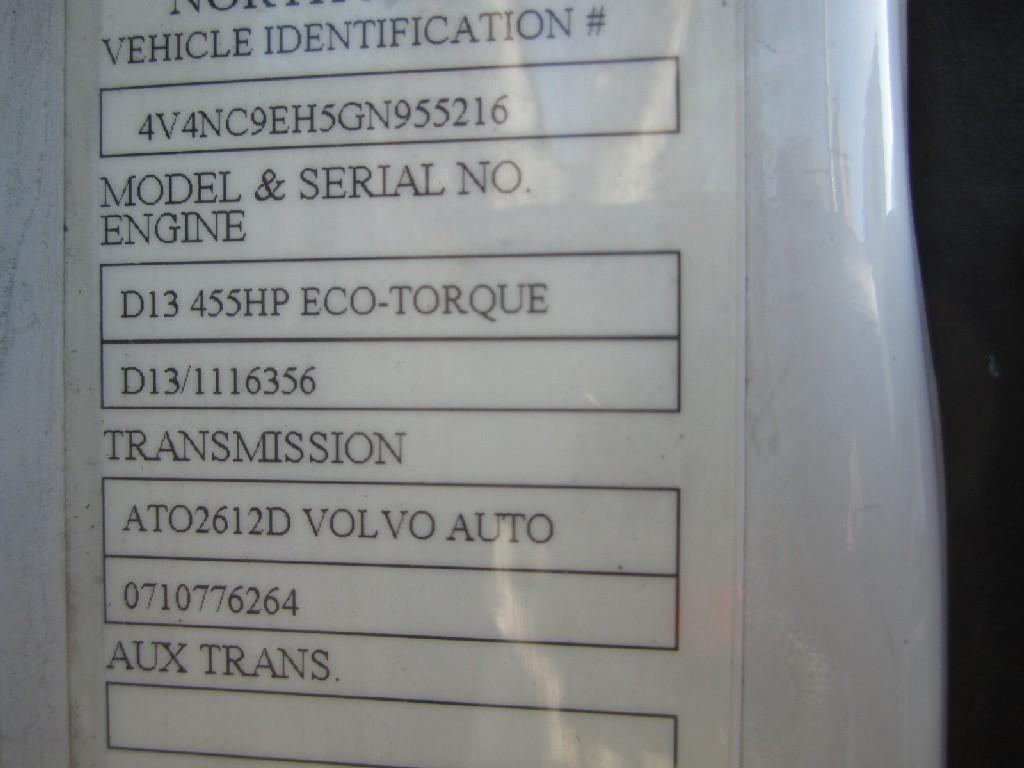 NORTH
VEHICLE IDENTIFICATION #
4V4NC9EH5GN955216
MODEL & SERIAL NO.
ENGINE
D13 455HP ECO-TORQUE
D13/1116356
TRANSMISSION
ATO2612D VOLVO AUTO
0710776264
AUX TRANS.